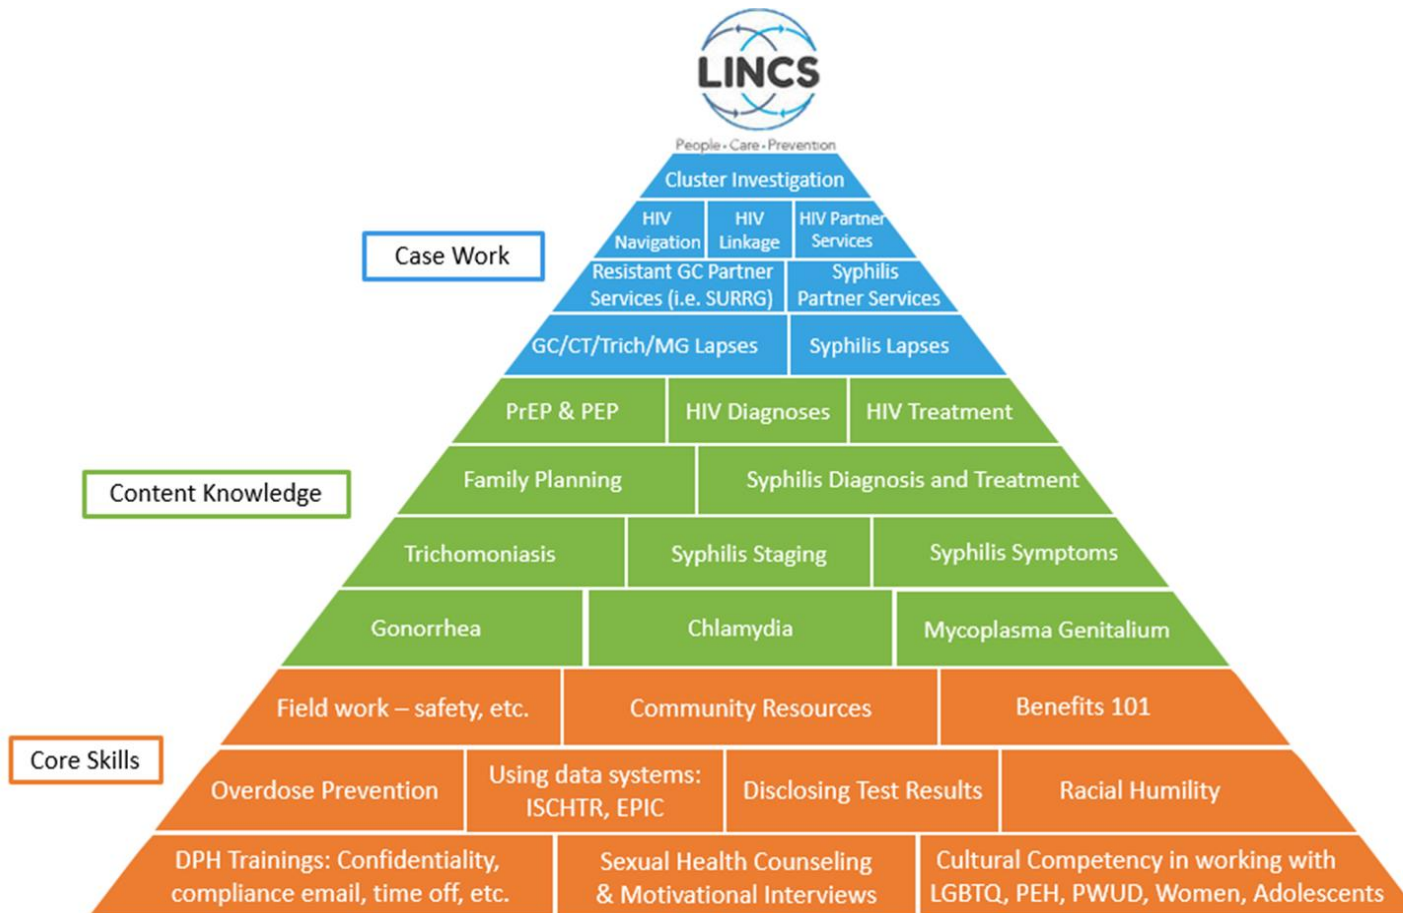 LINCS
People • Care • Prevention
Cluster Investigation
HIV
Navigation
HIV
Linkage
HIV Partner
Services
Case Work
Resistant GC Partner
Services (i.e. SURRG)
Syphilis
Partner Services
GC/CT/Trich/MG Lapses
Syphilis Lapses
PrEP & PEP
HIV Diagnoses
HIV Treatment
Content Knowledge
Family Planning
Syphilis Diagnosis and Treatment
Trichomoniasis
Syphilis Staging
Syphilis Symptoms
Gonorrhea
Chlamydia
Mycoplasma Genitalium
Field work – safety, etc.
Community Resources
Benefits 101
Core Skills
Overdose Prevention
Using data systems:
ISCHTR, EPIC
Disclosing Test Results
Racial Humility
DPH Trainings: Confidentiality,
compliance email, time off, etc.
Sexual Health Counseling
& Motivational Interviews
Cultural Competency in working with
LGBTQ, PEH, PWUD, Women, Adolescents